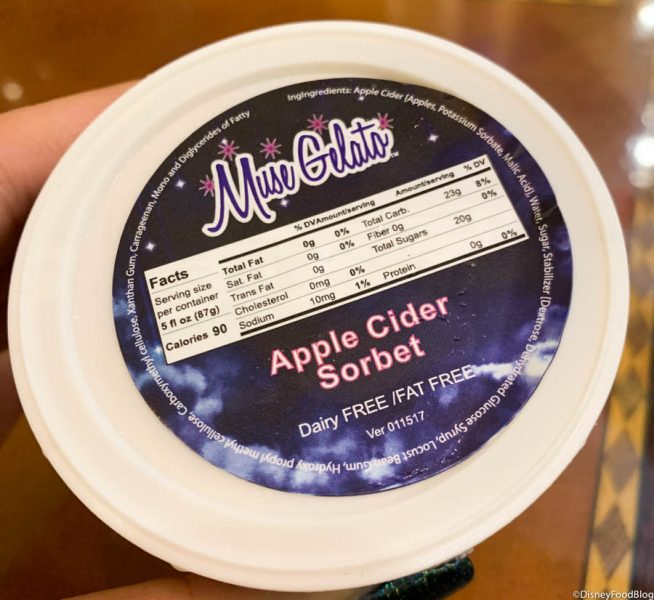 IngIngredients: Apple Cider [Apples, Potassium Sorbate, Malic Acid], Water, Sugar, Stabilizer [Dextrose, Dehydrated Glucose Syrup, Locust Bean Gum, Hydroxy propyl methyl cellulose, Carboxymethyl cellulose, Xanthan Gum, Carrageenan, Mono and Diglycerides of Fatty
Muse Gelato™
Facts
Serving size
per container
5 fl oz (87g)
Calories 90
% DVAmount/serving
Total Fat 0g 0%
Sat. Fat 0g 0%
Trans Fat 0g
Cholesterol 0mg 0%
Sodium 10mg 1%
Amount/serving % DV
Total Carb. 23g 8%
Fiber 0g 0%
Total Sugars 20g
Protein 0g 0%
Apple Cider
Sorbet
Dairy FREE /FAT FREE
Ver 011517
©DisneyFoodBlog